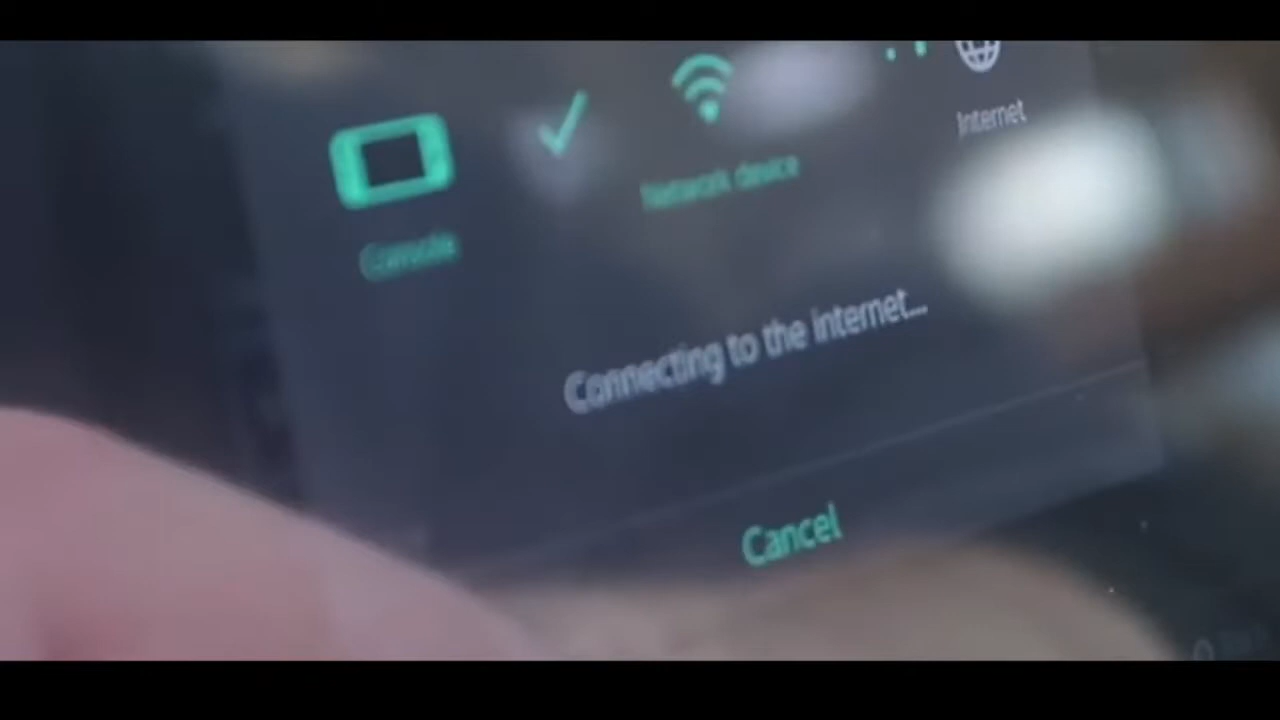 Internet
Network device
Console
Connecting to the internet...
Cancel